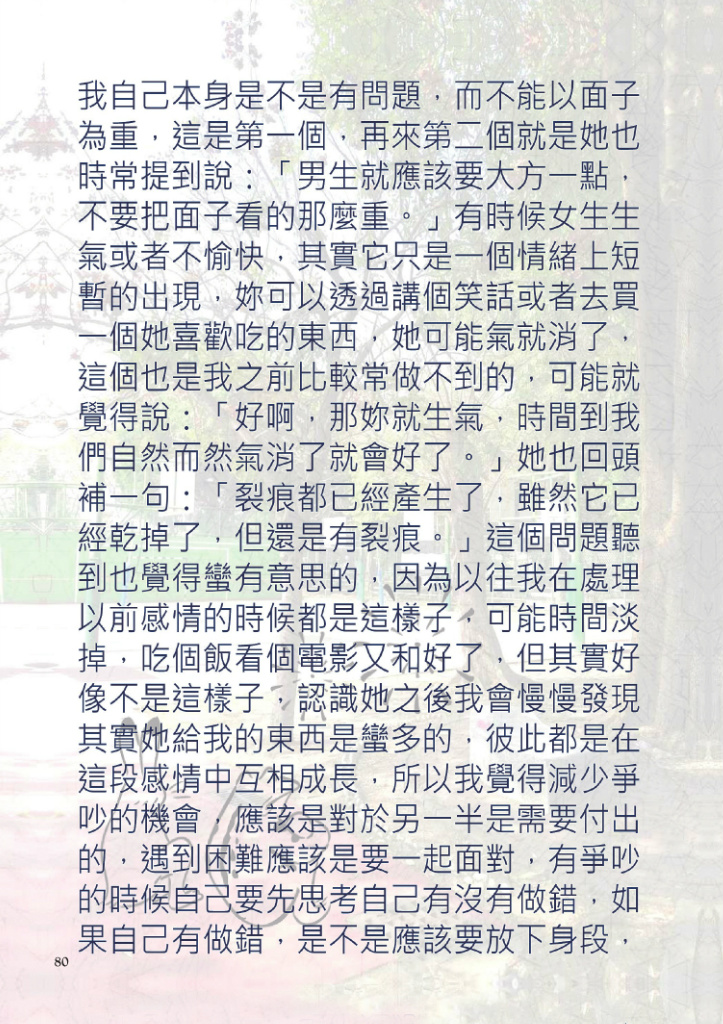 我自己本身是不是有問題，而不能以面子
為重，這是第一個，再來第二個就是她也
時常提到說：「男生就應該要大方一點，
不要把面子看的那麼重。」有時候女生生
氣或者不愉快，其實它只是一個情緒上短
暫的出現，妳可以透過講個笑話或者去買
一個她喜歡吃的東西，她可能氣就消了，
這個也是我之前比較常做不到的，可能就
覺得說：「好啊，那妳就生氣，時間到我
們自然而然氣消了就會好了。」她也回頭
補一句：「裂痕都已經產生了，雖然它已
經乾掉了，但還是有裂痕。」這個問題聽
到也覺得蠻有意思的，因為以往我在處理
以前感情的時候都是這樣子，可能時間淡
掉，吃個飯看個電影又和好了，但其實好
像不是這樣子，認識她之後我會慢慢發現
其實她給我的東西是蠻多的，彼此都是在
這段感情中互相成長，所以我覺得減少爭
吵的機會，應該是對於另一半是需要付出
的，遇到困難應該是要一起面對，有爭吵
的時候自己要先思考自己有沒有做錯，如
果自己有做錯，是不是應該要放下身段，
80